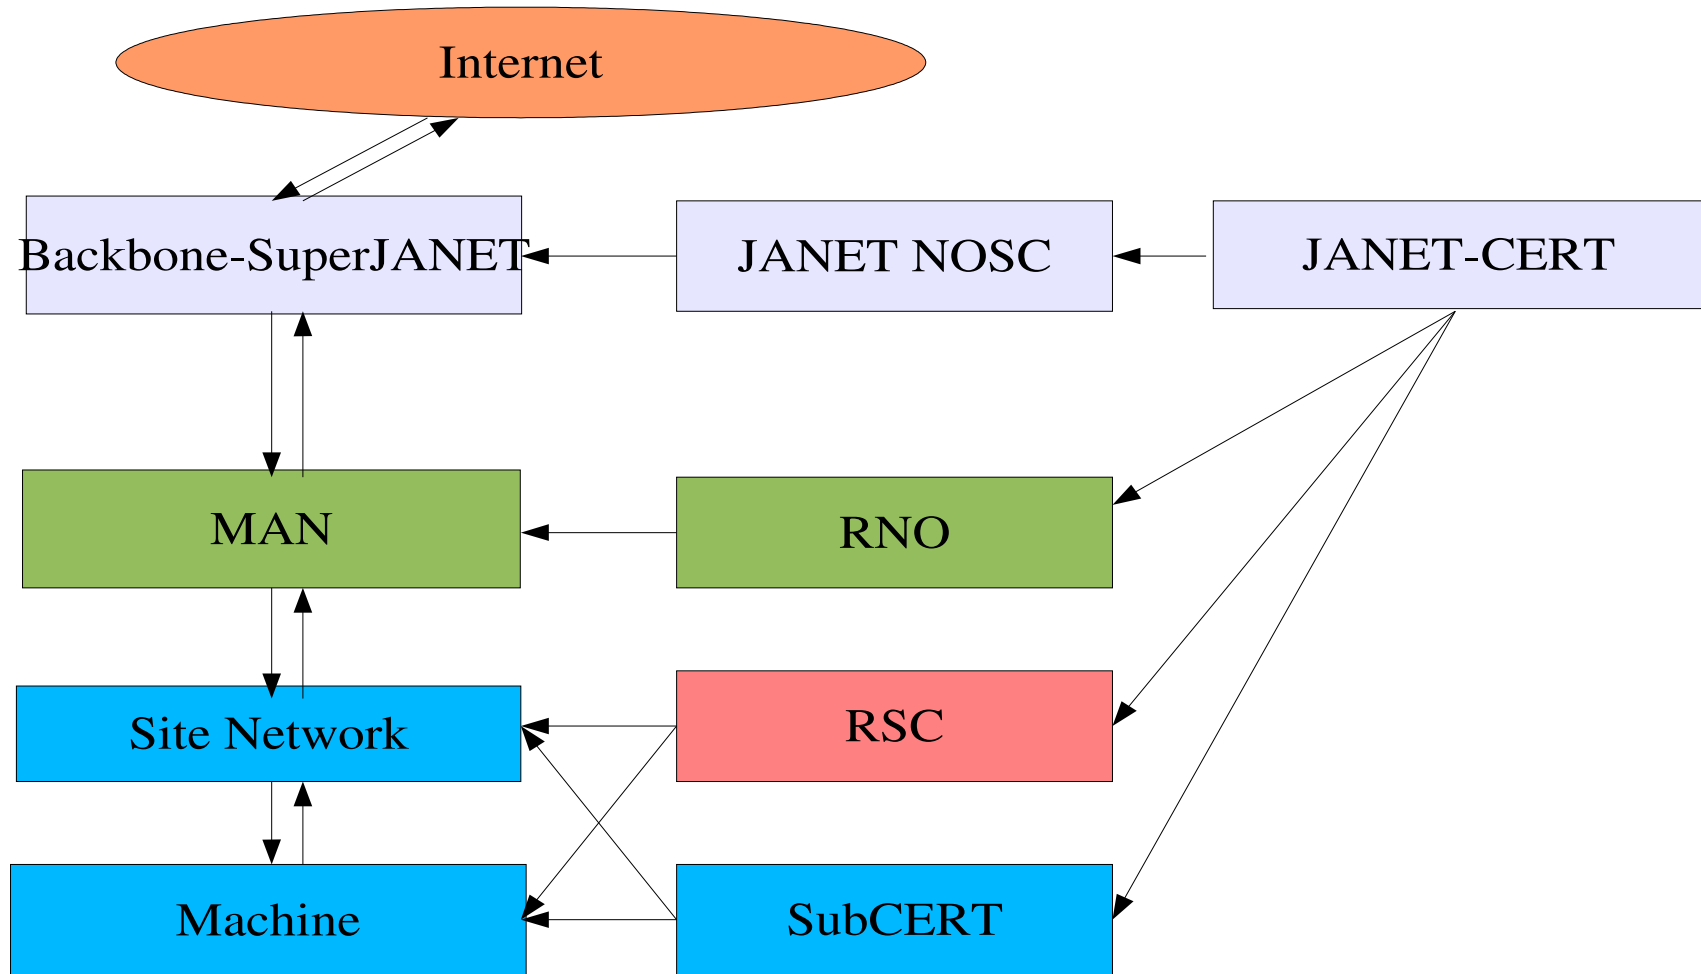 Internet
Backbone-SuperJANET
JANET NOSC
JANET-CERT
MAN
RNO
Site Network
RSC
Machine
SubCERT